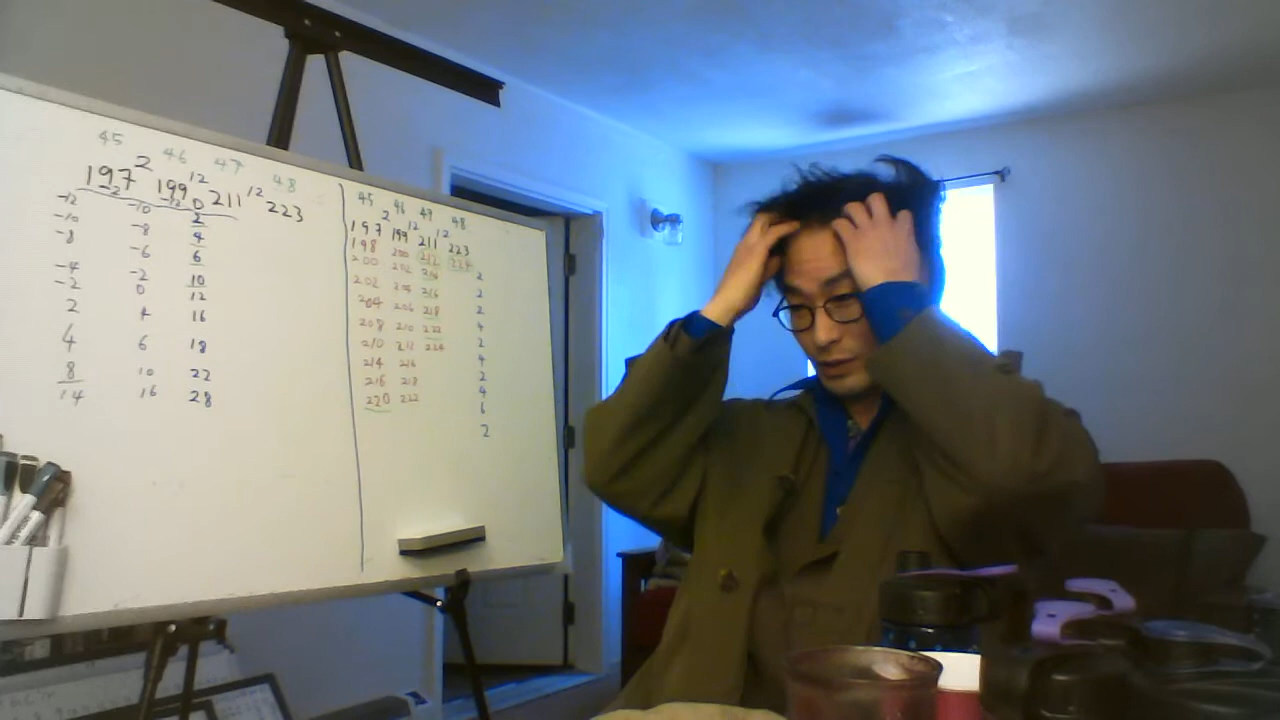 45 46 47 48
197 2 199 12 211 12 223
-2 -12 0
-12 -10 2
-10 -8 4
-8 -6 6
-4 -2 10
-2 0 12
2 4 16
4 6 18
8 10 22
14 16 28
45 46 47 48
2 12 12
197 199 211 223
198 200 212 224
200 202 214 2
202 204 216 2
204 206 218 2
208 210 222 4
210 212 224 2
214 216 4
216 218 2
220 222 4
6
2